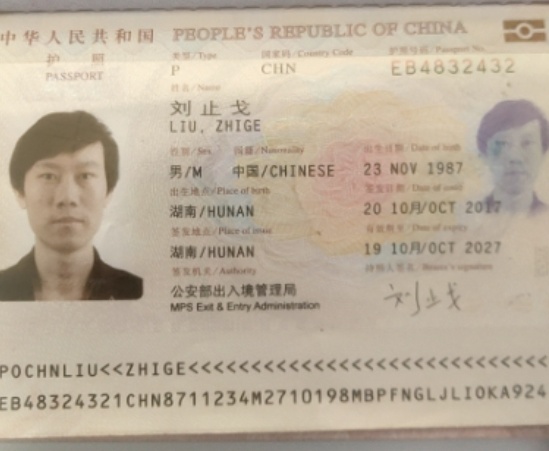 中华人民共和国 PEOPLE'S REPUBLIC OF CHINA
护 照
PASSPORT
类型/Type 国家码/Country Code 护照号码/Passport No.
P CHN EB4832432
姓名/Name
刘止戈
LIU, ZHIGE
性别/Sex 国籍/Nationality 出生日期/Date of birth
男/M 中国/CHINESE 23 NOV 1987
出生地点/Place of birth 签发日期/Date of issue
湖南/HUNAN 20 10月/OCT 2017
签发地点/Place of issue 有效期至/Date of expiry
湖南/HUNAN 19 10月/OCT 2027
签发机关/Authority 持照人签名/Bearer's signature
公安部出入境管理局 刘止戈
MPS Exit & Entry Administration
POCHNLIU<<ZHIGE<<<<<<<<<<<<<<<<<<<<<<<<<<<<<
EB48324321CHN8711234M2710198MBPFNGLJLIOKA924